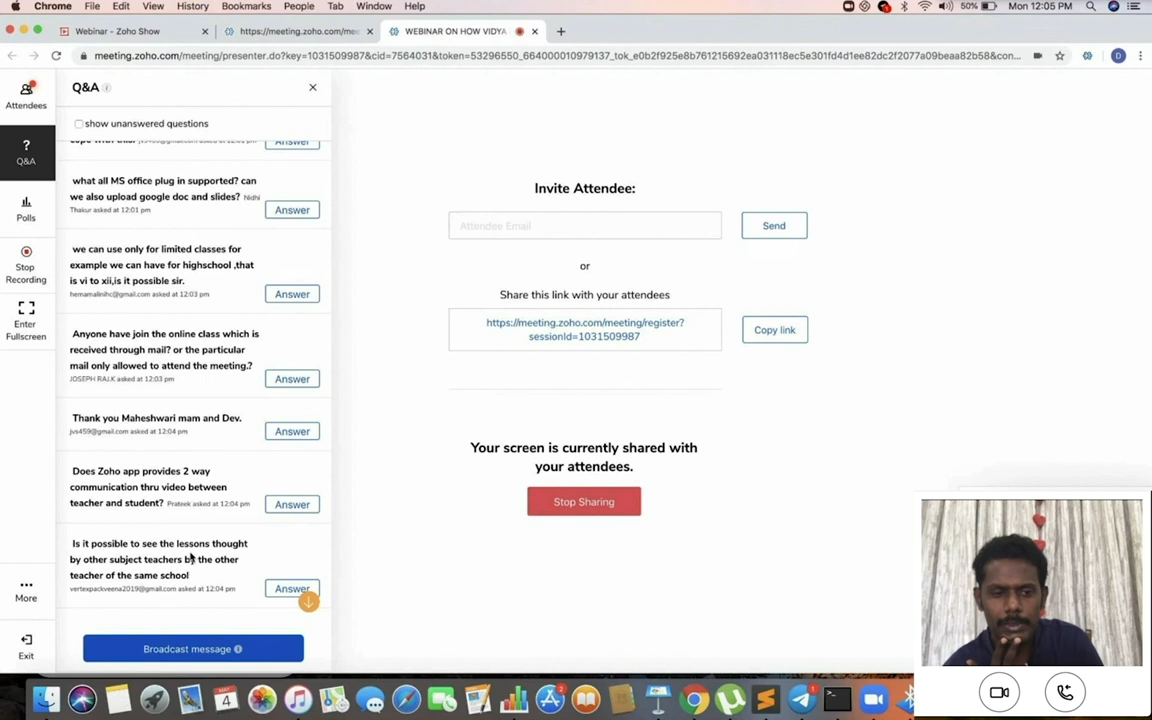 Chrome File Edit View History Bookmarks People Tab Window Help 50% Mon 12:05 PM
Webinar - Zoho Show
https://meeting.zoho.com/mee
WEBINAR ON HOW VIDYA
meeting.zoho.com/meeting/presenter.do?key=1031509987&cid=7564031&token=53296550_664000010979137_tok_e0b2f925e8b761215692ea031118ec5e301fd4d1ee82dc2f2077a09beaa82b58&con...
D
Attendees
?
Q&A
Polls
Stop
Recording
Enter
Fullscreen
More
Exit
Q&A
show unanswered questions
Answer
what all MS office plug in supported? can
we also upload google doc and slides? Nidhi
Thakur asked at 12:01 pm
Answer
we can use only for limited classes for
example we can have for highschool ,that
is vi to xii,is it possible sir.
hemamalinihc@gmail.com asked at 12:03 pm
Answer
Anyone have join the online class which is
received through mail? or the particular
mail only allowed to attend the meeting.?
JOSEPH RAJ.K asked at 12:03 pm
Answer
Thank you Maheshwari mam and Dev.
jvs459@gmail.com asked at 12:04 pm
Answer
Does Zoho app provides 2 way
communication thru video between
teacher and student? Prateek asked at 12:04 pm
Answer
Is it possible to see the lessons thought
by other subject teachers by the other
teacher of the same school
vertexpackveena2019@gmail.com asked at 12:04 pm
Answer
Broadcast message
Invite Attendee:
Attendee Email
Send
or
Share this link with your attendees
https://meeting.zoho.com/meeting/register?
sessionId=1031509987
Copy link
Your screen is currently shared with
your attendees.
Stop Sharing